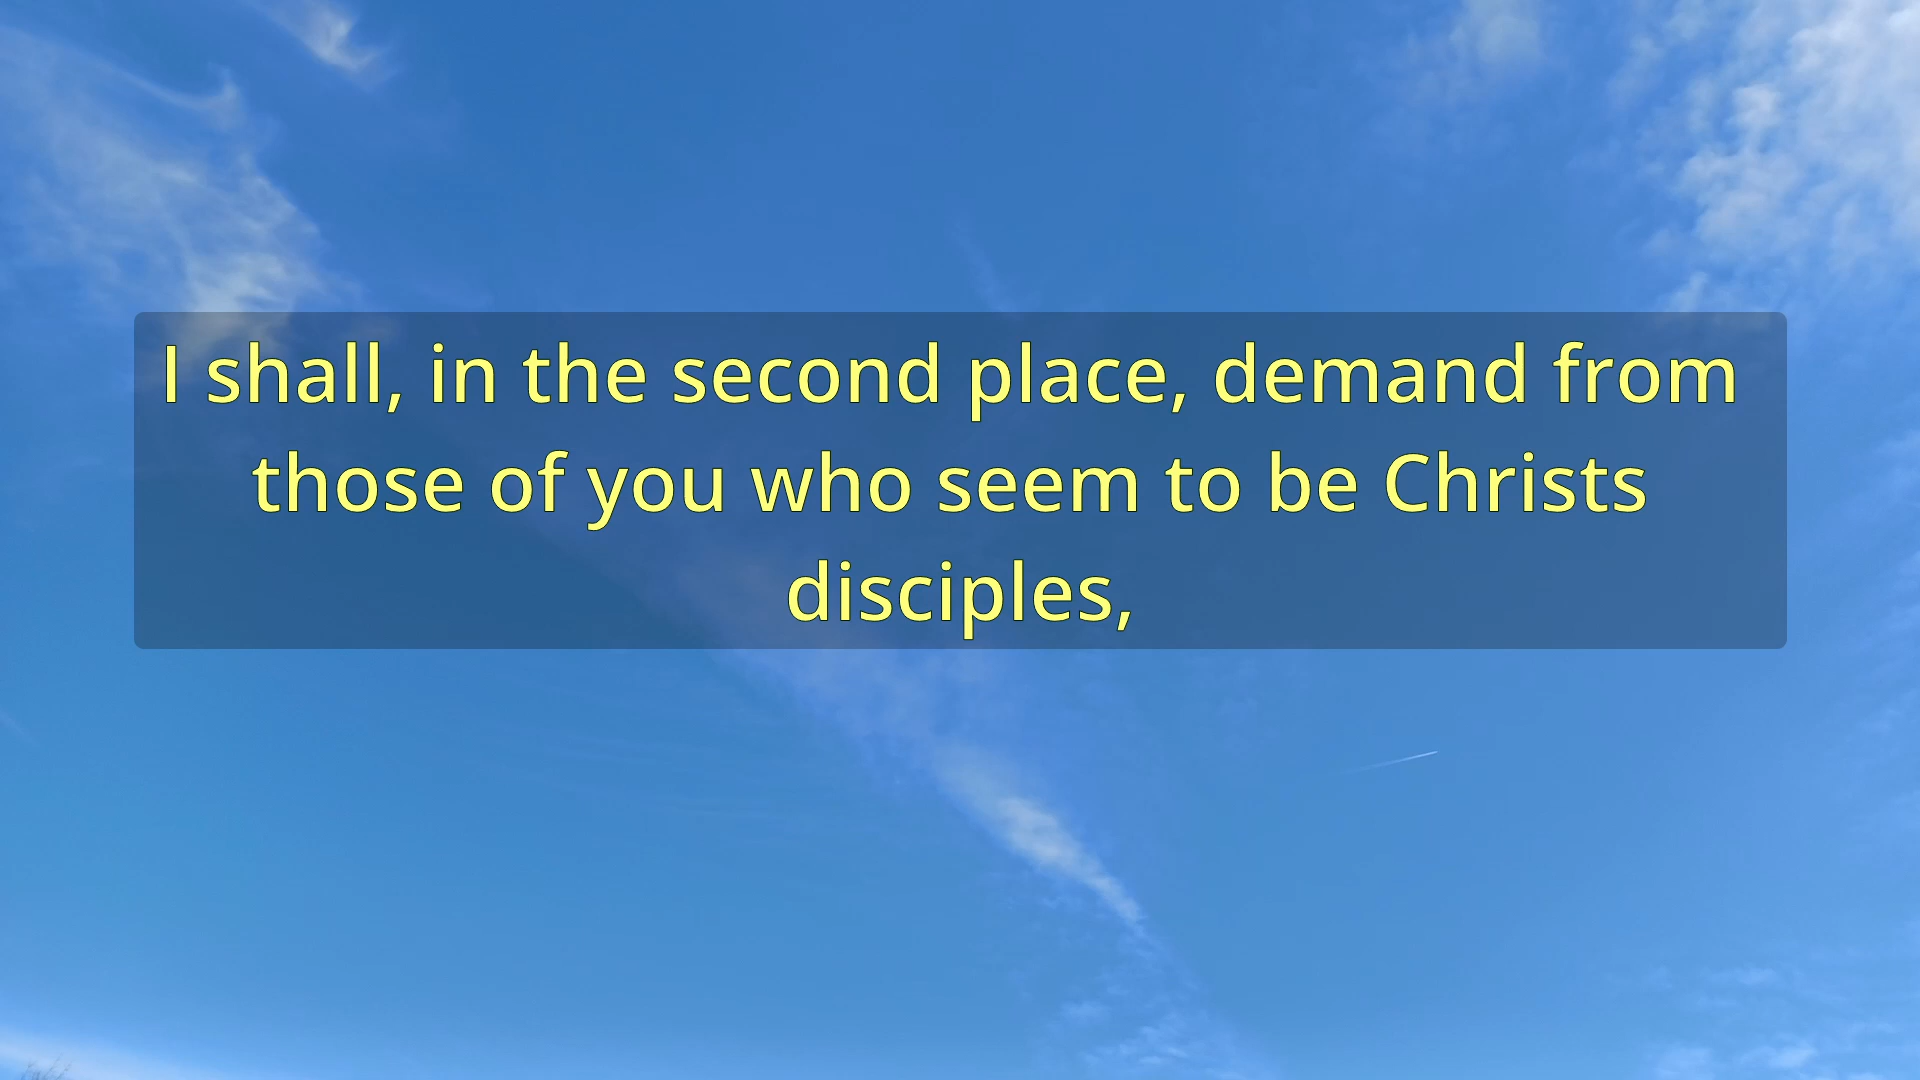 I shall, in the second place, demand from
those of you who seem to be Christs
disciples,